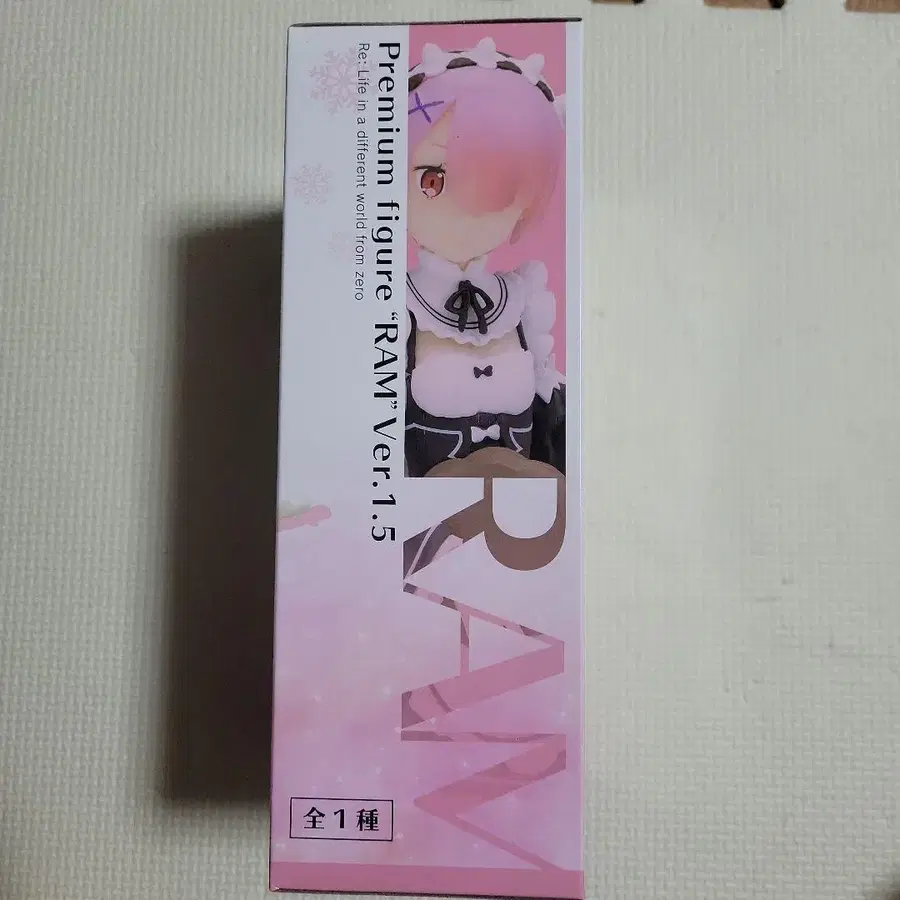 Premium figure “RAM” Ver.1.5
Re: Life in a different world from zero
RAM
全1種